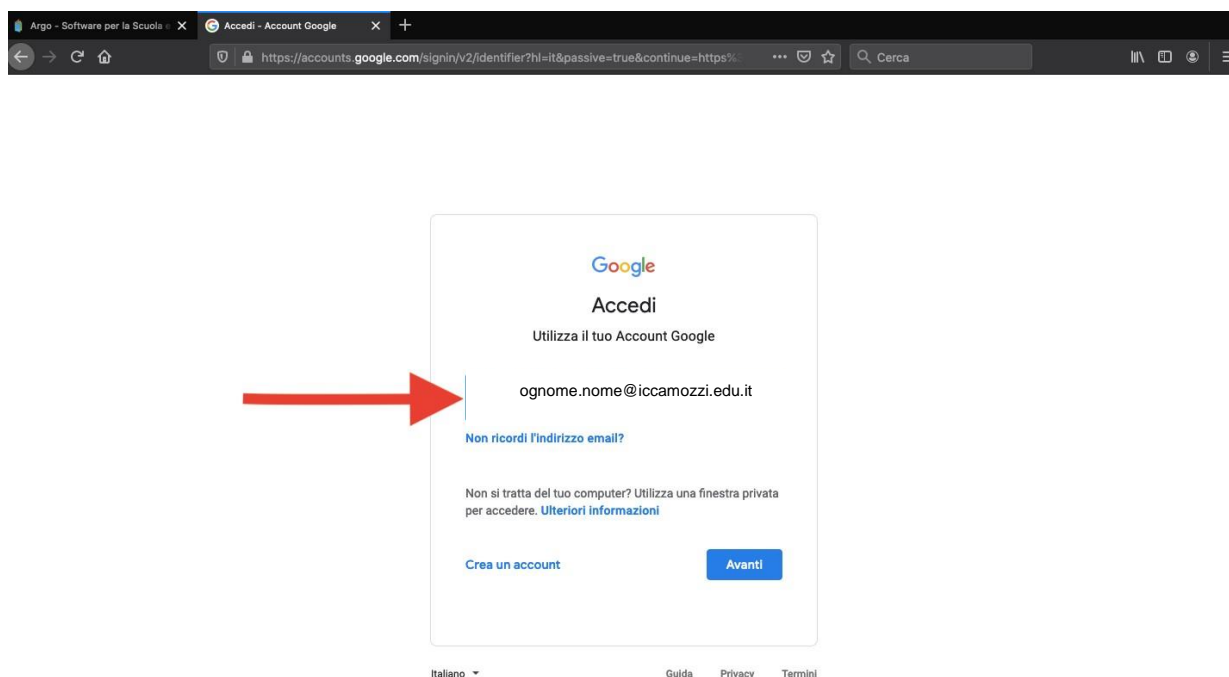 Argo - Software per la Scuola e
Accedi - Account Google
https://accounts.google.com/signin/v2/identifier?hl=it&passive=true&continue=https%
Cerca
Google
Accedi
Utilizza il tuo Account Google
ognome.nome@iccamozzi.edu.it
Non ricordi l'indirizzo email?
Non si tratta del tuo computer? Utilizza una finestra privata
per accedere. Ulteriori informazioni
Crea un account Avanti
Italiano Guida Privacy Termini